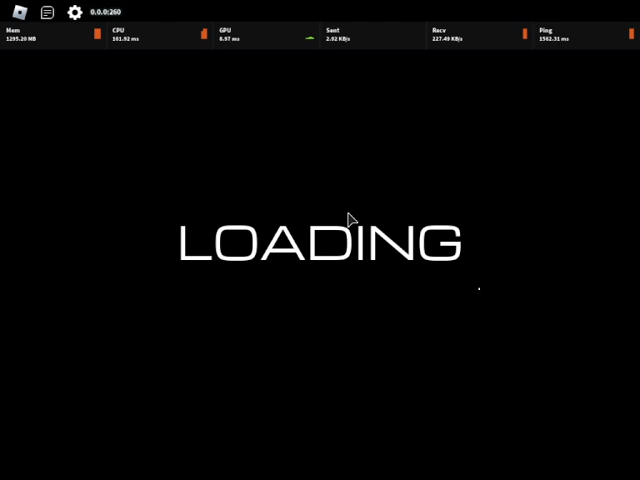 0.0.0:260
Mem CPU GPU Sent Recv Ping
1295.20 MB 161.92 ms 8.97 ms 2.92 KB/s 227.49 KB/s 1562.31 ms
LOADING